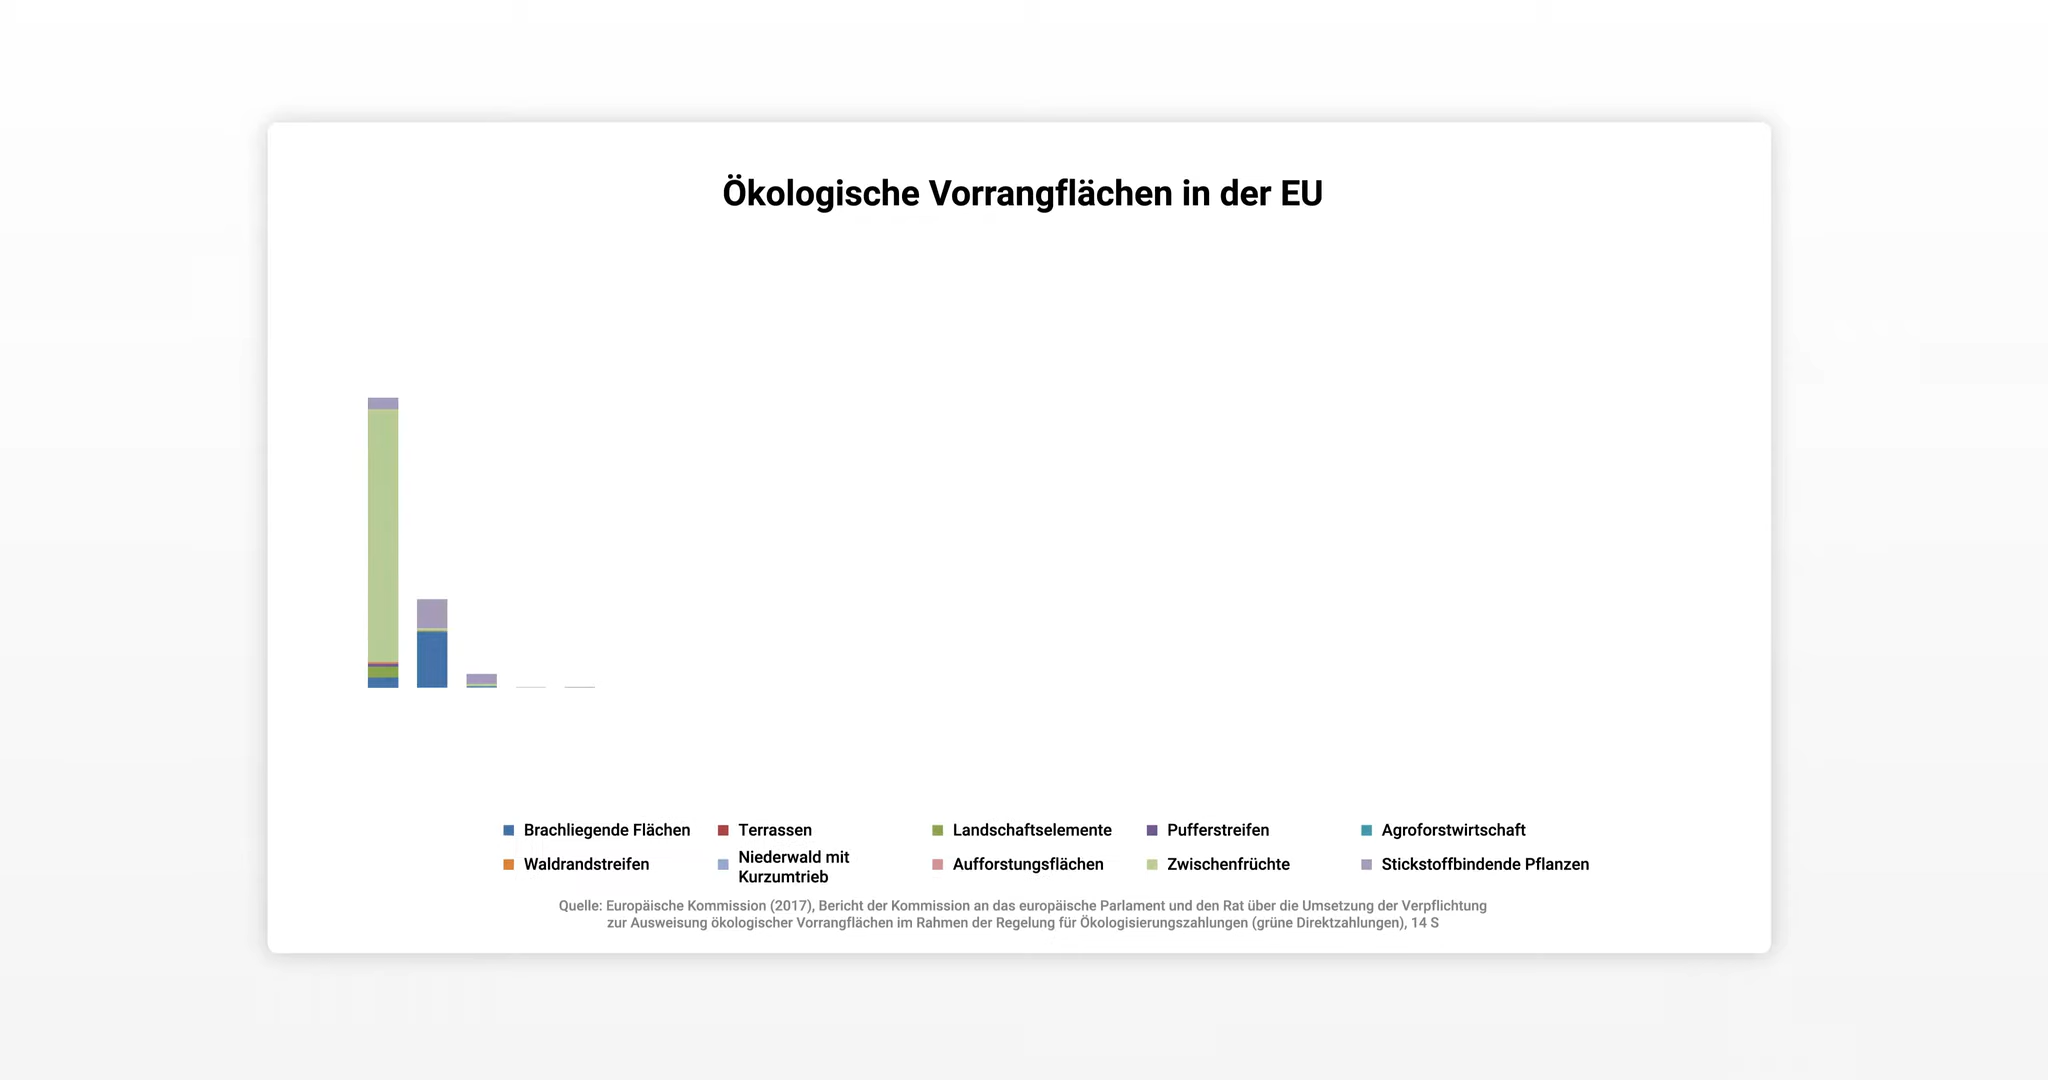 Ökologische Vorrangflächen in der EU
Brachliegende Flächen
Terrassen
Landschaftselemente
Pufferstreifen
Agroforstwirtschaft
Waldrandstreifen
Niederwald mit
Kurzumtrieb
Aufforstungsflächen
Zwischenfrüchte
Stickstoffbindende Pflanzen
Quelle: Europäische Kommission (2017), Bericht der Kommission an das europäische Parlament und den Rat über die Umsetzung der Verpflichtung
zur Ausweisung ökologischer Vorrangflächen im Rahmen der Regelung für Ökologisierungszahlungen (grüne Direktzahlungen), 14 S